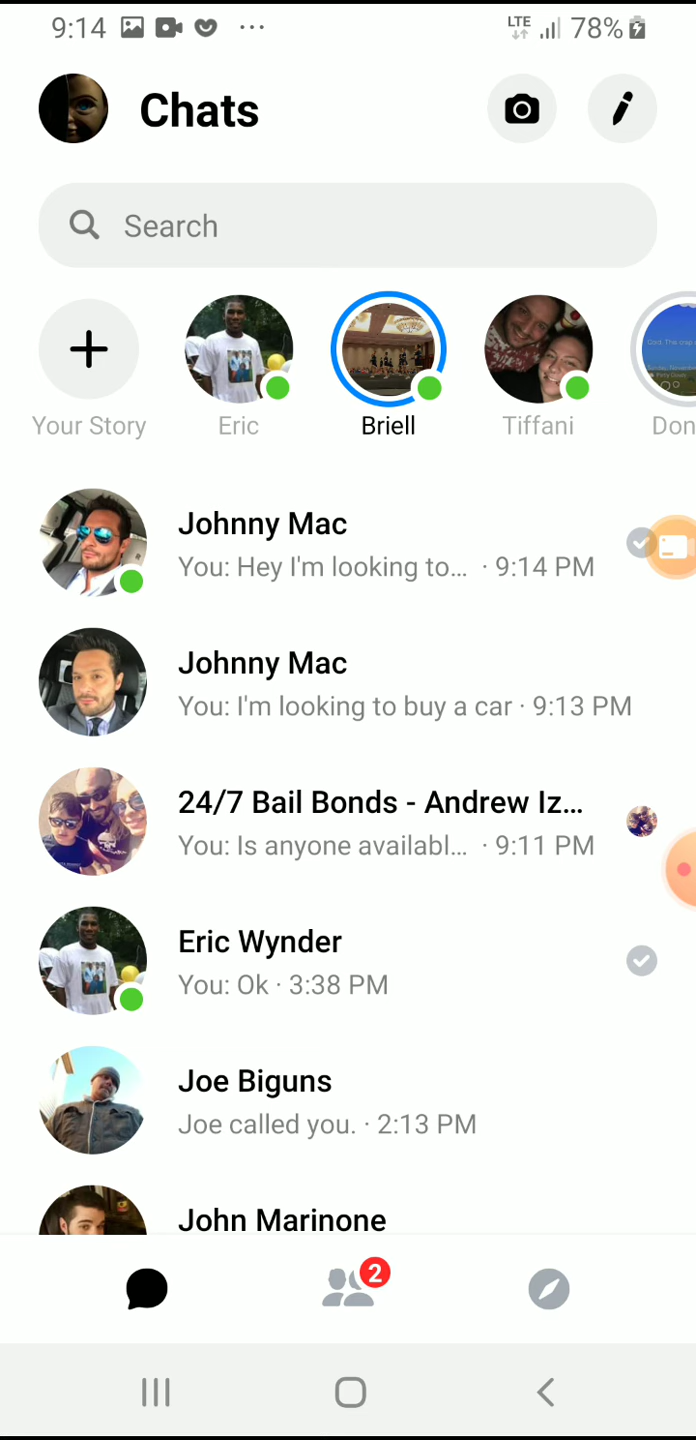 9:14 ... LTE 78%
Chats
Search
Your Story
Eric
Briell
Tiffani
Don
Johnny Mac
You: Hey I'm looking to... · 9:14 PM
Johnny Mac
You: I'm looking to buy a car · 9:13 PM
24/7 Bail Bonds - Andrew Iz...
You: Is anyone availabl... · 9:11 PM
Eric Wynder
You: Ok · 3:38 PM
Joe Biguns
Joe called you. · 2:13 PM
John Marinone
2